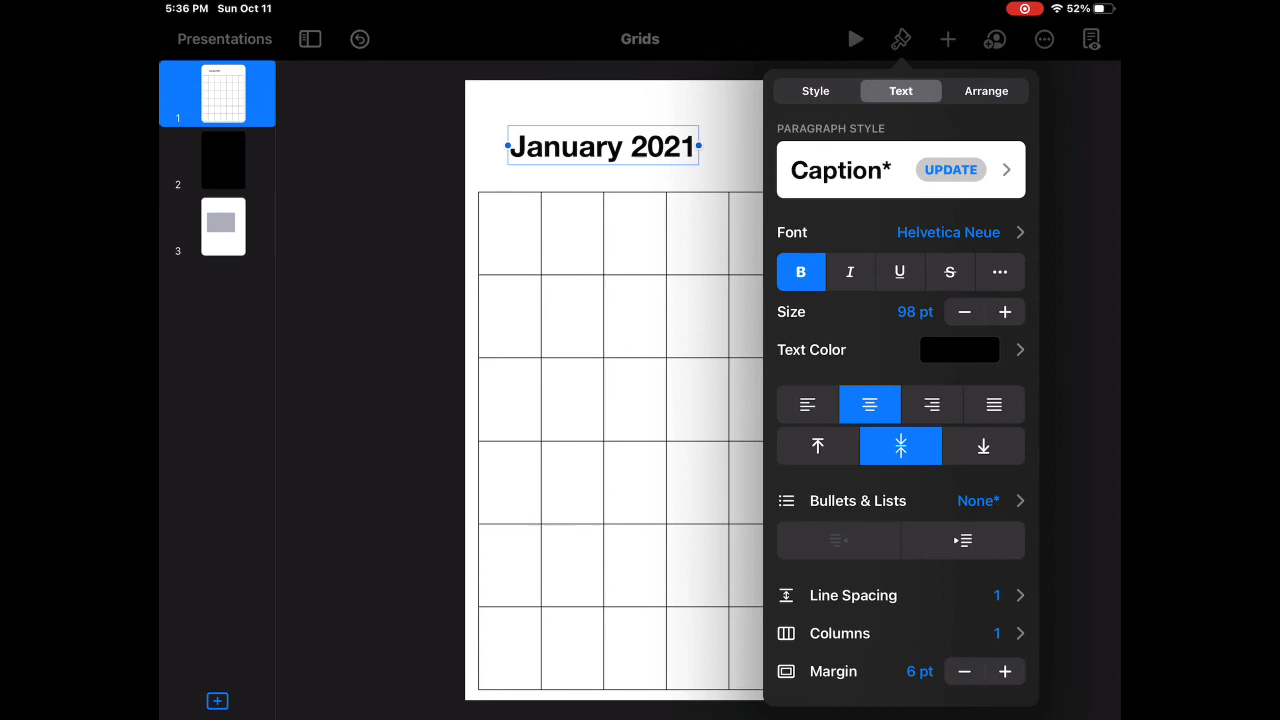 5:36 PM Sun Oct 11
52%
Presentations
Grids
Style Text Arrange
PARAGRAPH STYLE
Caption* UPDATE
Font Helvetica Neue
B I U S
Size 98 pt
Text Color
Bullets & Lists None*
Line Spacing 1
Columns 1
Margin 6 pt
January 2021
1
2
3